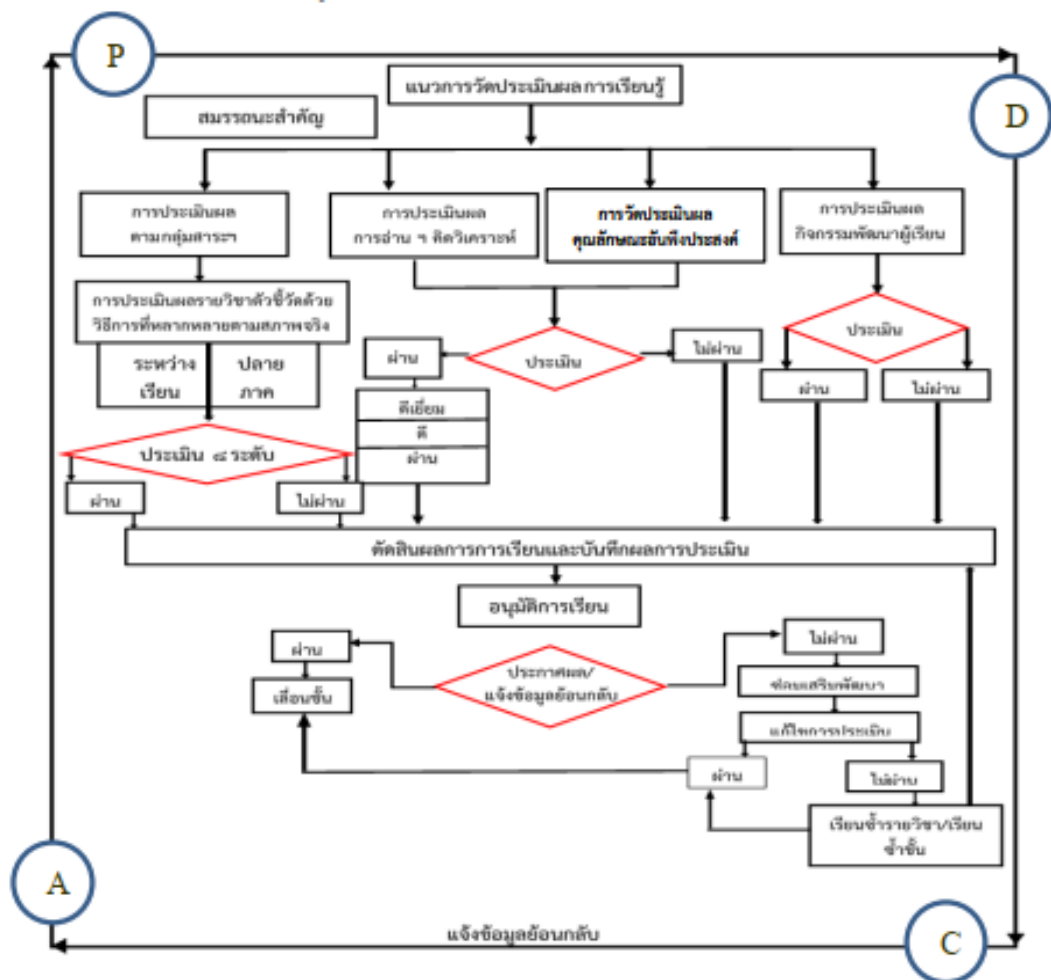 P
แนวการวัดประเมินผลการเรียนรู้
สมรรถนะสำคัญ
D
การประเมินผล
ตามกลุ่มสาระฯ
การประเมินผล
การอ่าน ฯ คิดวิเคราะห์
การวัดประเมินผล
คุณลักษณะอันพึงประสงค์
การประเมินผล
กิจกรรมพัฒนาผู้เรียน
การประเมินผลรายวิชาตัวชี้วัดด้วย
วิธีการที่หลากหลายตามสภาพจริง
ระหว่าง
เรียน
ปลาย
ภาค
ผ่าน
ประเมิน
ไม่ผ่าน
ประเมิน
ผ่าน
ไม่ผ่าน
ดีเยี่ยม
ดี
ผ่าน
ประเมิน ๘ ระดับ
ผ่าน
ไม่ผ่าน
ตัดสินผลการการเรียนและบันทึกผลการประเมิน
อนุมัติการเรียน
ผ่าน
ประกาศผล/
แจ้งข้อมูลย้อนกลับ
ไม่ผ่าน
เลื่อนชั้น
ซ่อมเสริมพัฒนา
แก้ไขการประเมิน
ผ่าน
ไม่ผ่าน
เรียนซ้ำรายวิชา/เรียน
ซ้ำชั้น
A
แจ้งข้อมูลย้อนกลับ
C